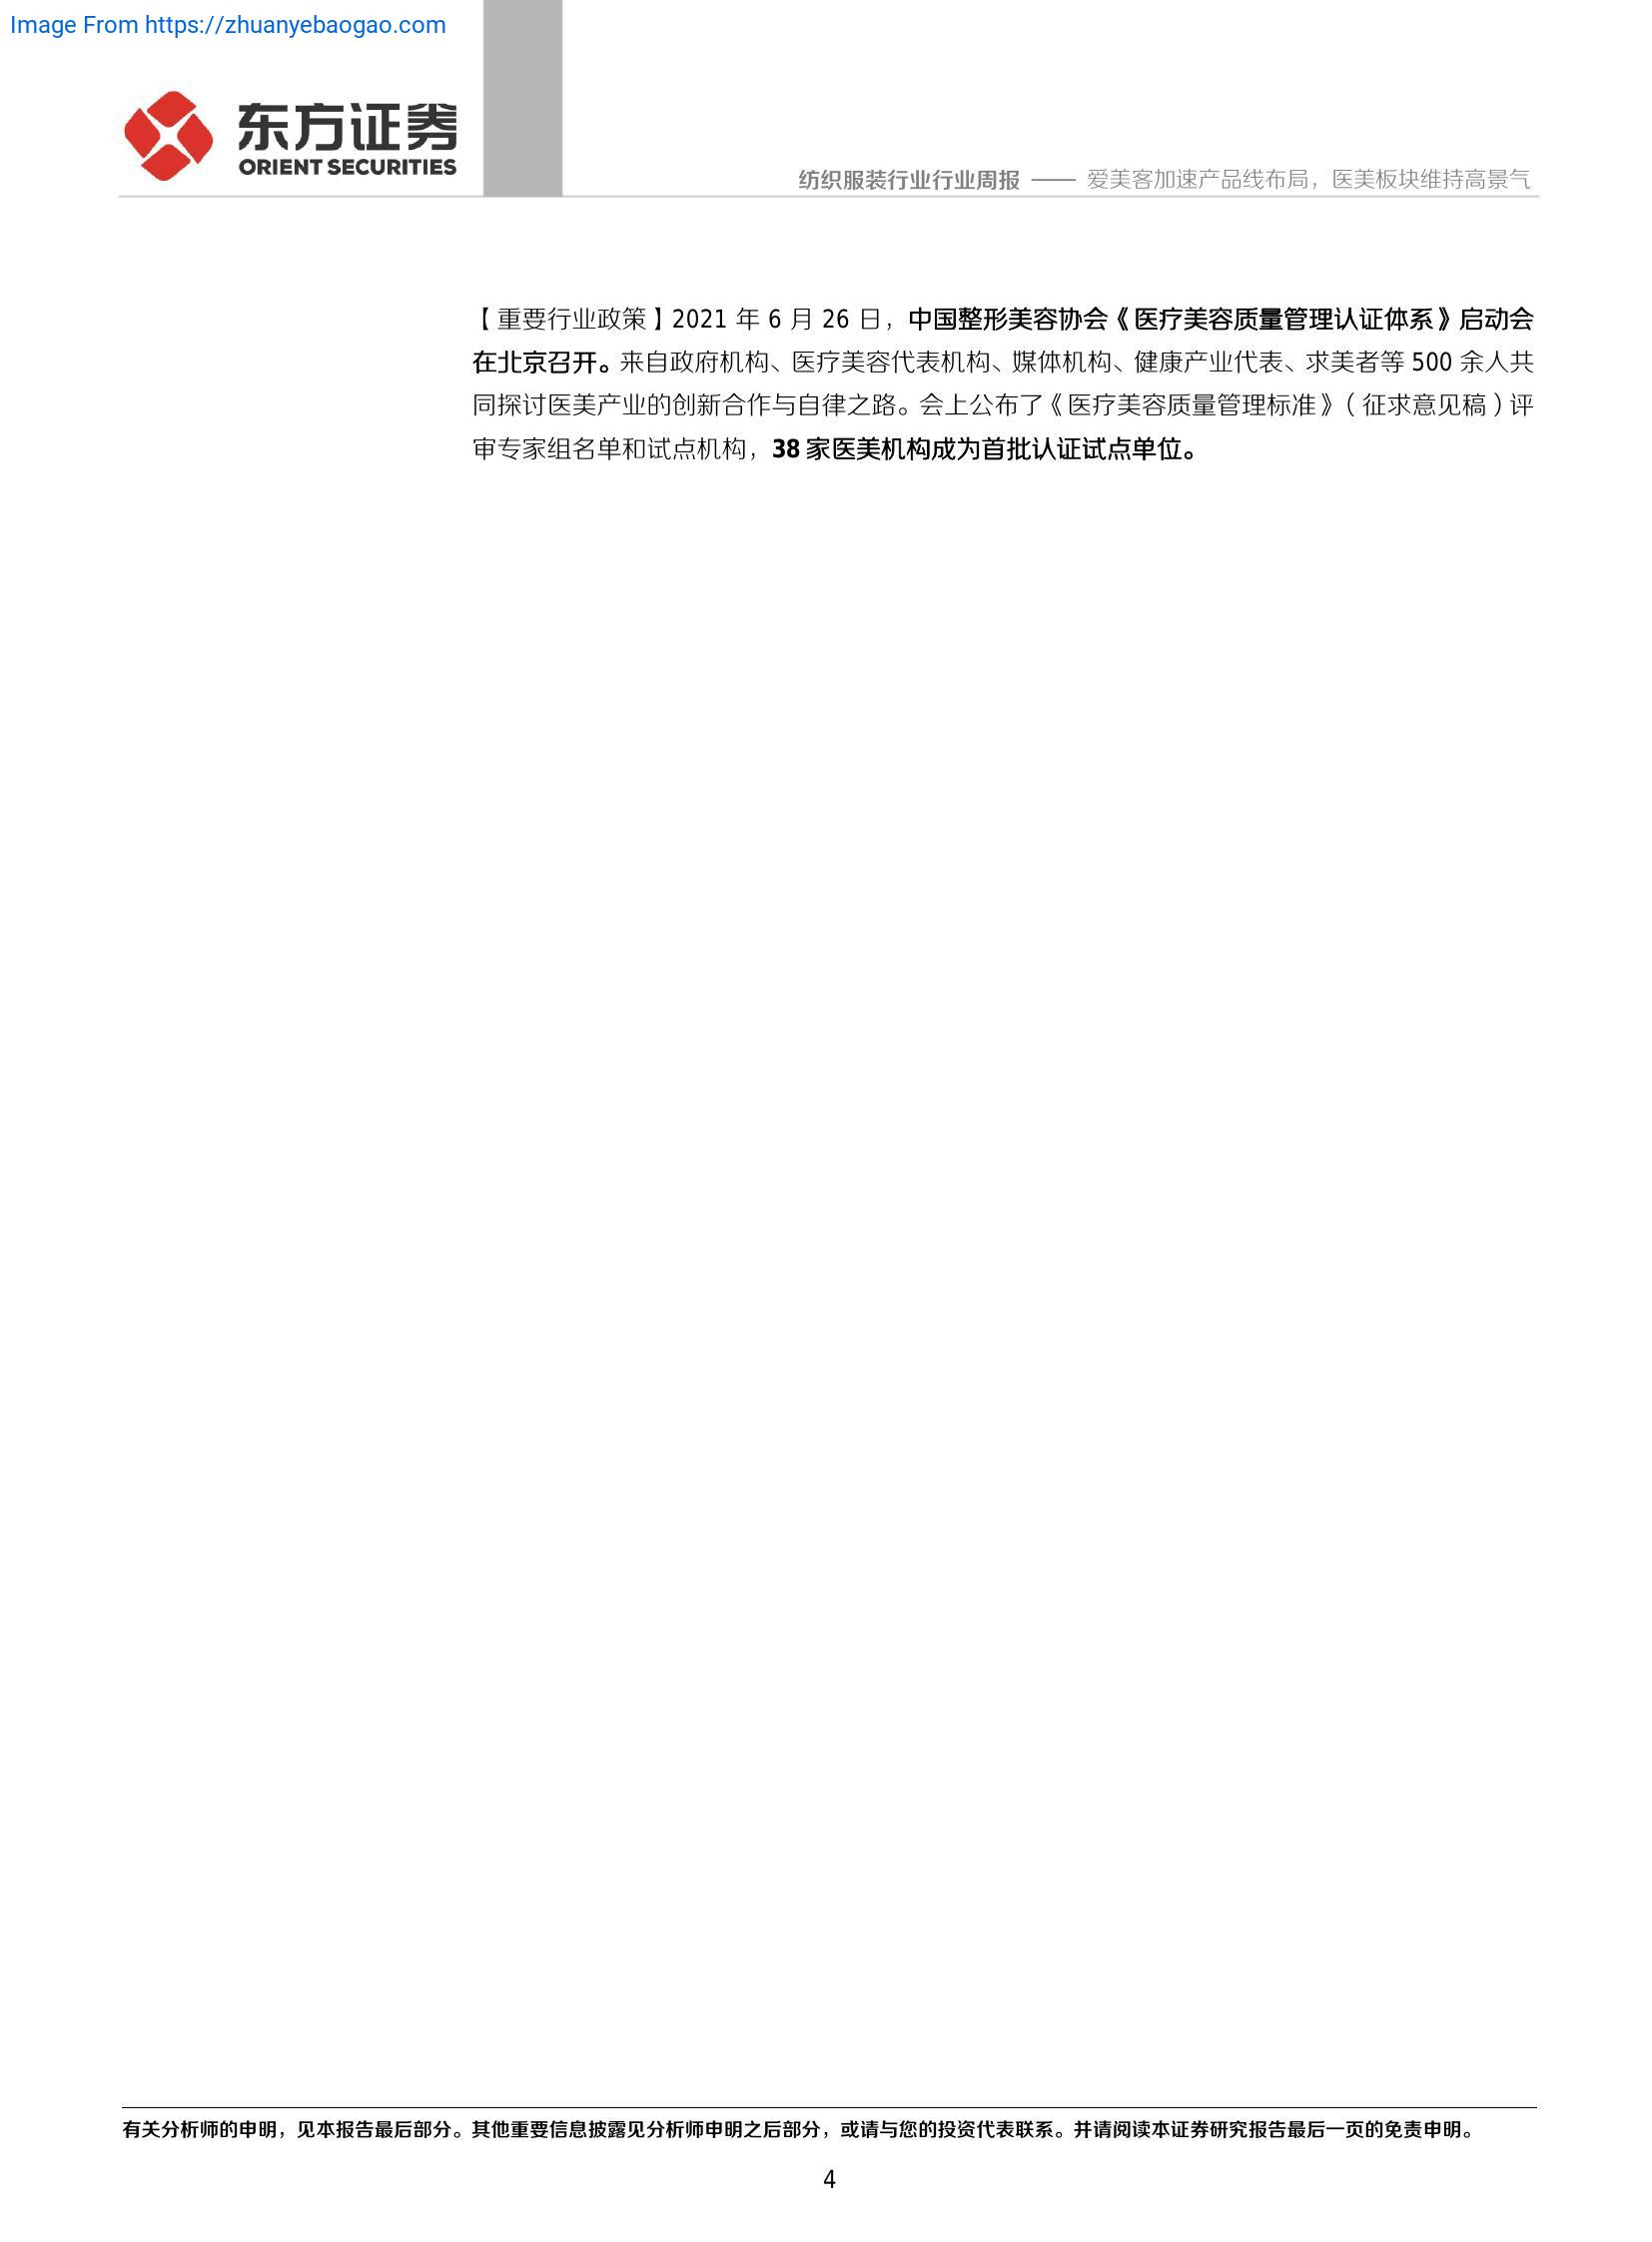 Image From https://zhuanyebaogao.com
东方证券
ORIENT SECURITIES
纺织服装行业行业周报 —— 爱美客加速产品线布局，医美板块维持高景气
【重要行业政策】2021 年 6 月 26 日，中国整形美容协会《医疗美容质量管理认证体系》启动会
在北京召开。来自政府机构、医疗美容代表机构、媒体机构、健康产业代表、求美者等 500 余人共
同探讨医美产业的创新合作与自律之路。会上公布了《医疗美容质量管理标准》（征求意见稿）评
审专家组名单和试点机构，38 家医美机构成为首批认证试点单位。
有关分析师的申明，见本报告最后部分。其他重要信息披露见分析师申明之后部分，或请与您的投资代表联系。并请阅读本证券研究报告最后一页的免责申明。
4